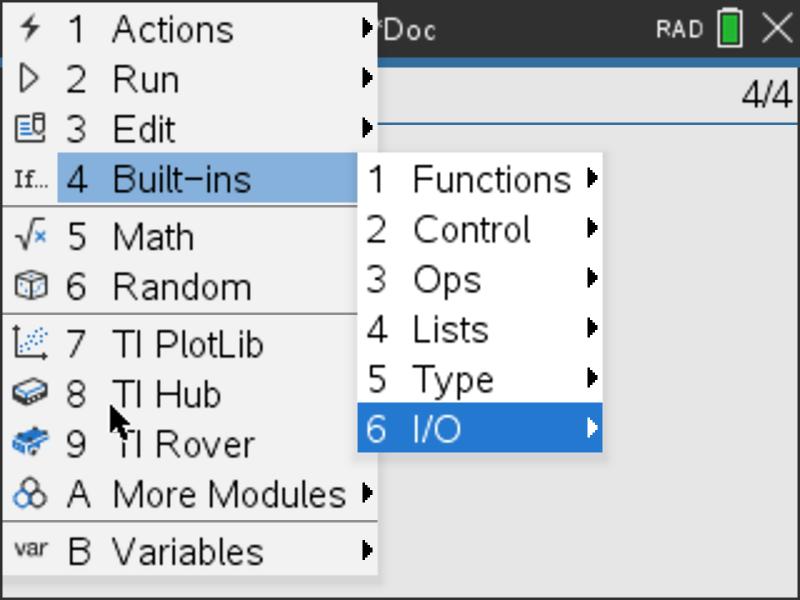 1 Actions
*Doc
RAD
2 Run
4/4
3 Edit
If... 4 Built-ins
1 Functions
2 Control
3 Ops
4 Lists
5 Type
6 I/O
√x 5 Math
6 Random
7 TI PlotLib
8 TI Hub
9 TI Rover
A More Modules
var B Variables